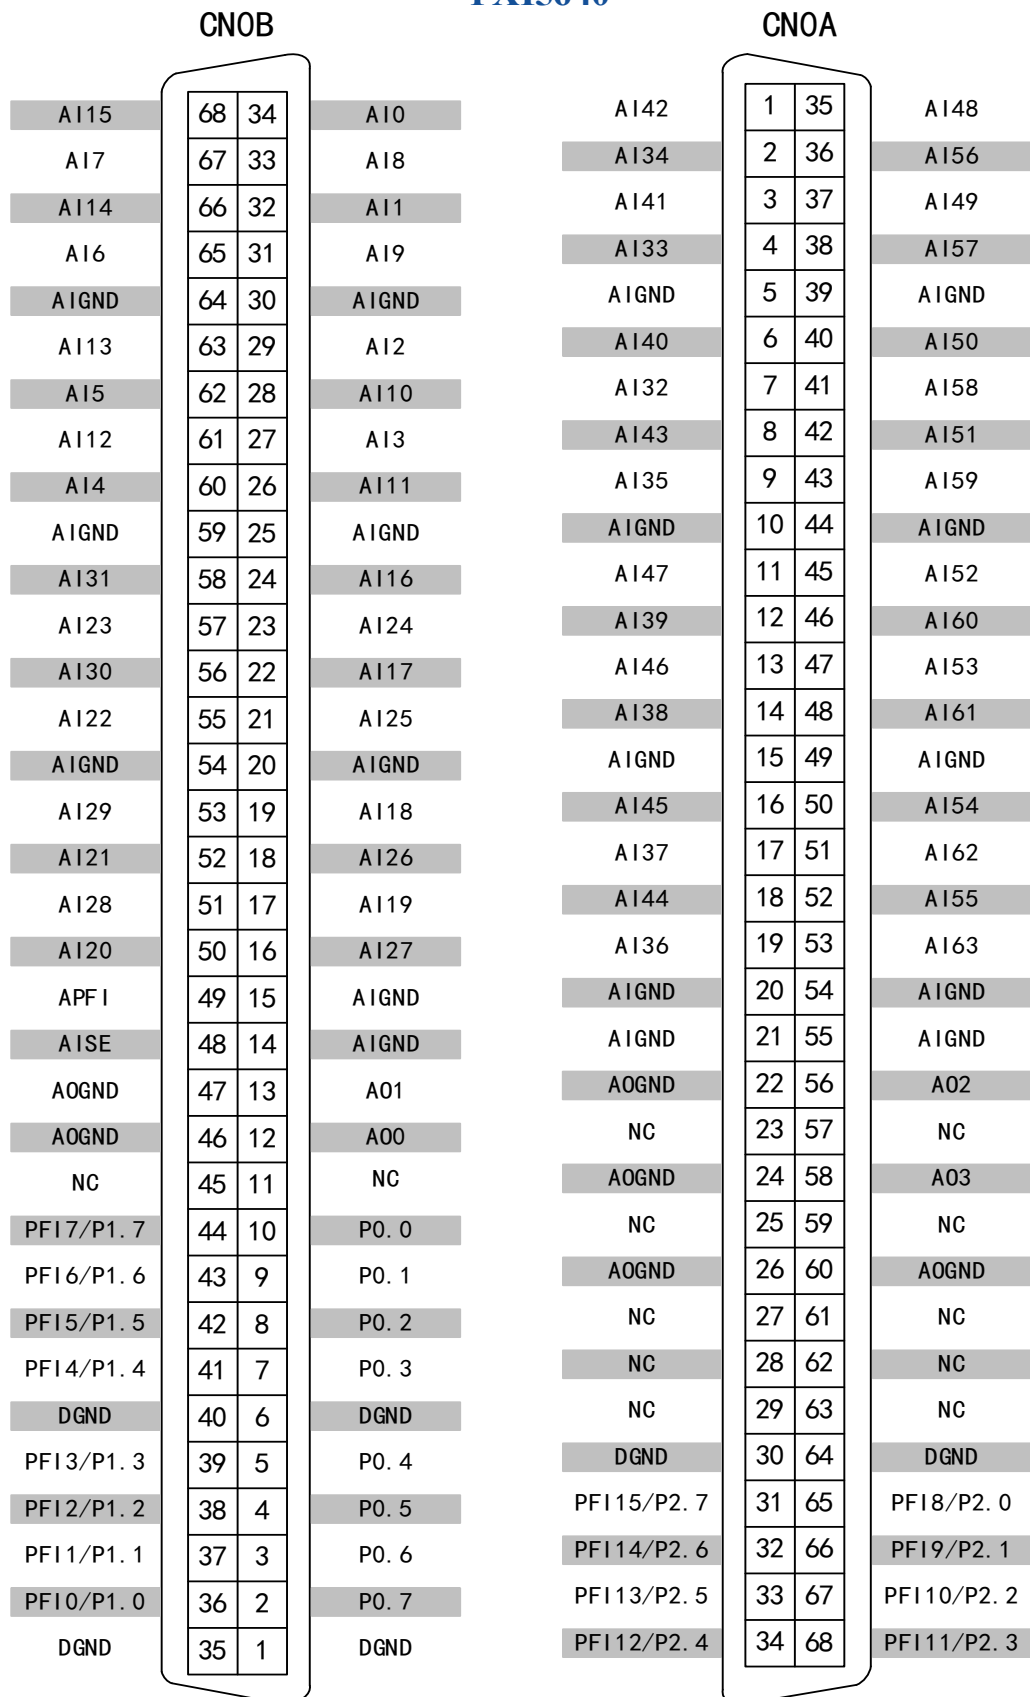 CNOB CNOA
AI15 68 34 AI0 AI42 1 35 AI48
AI7 67 33 AI8 AI34 2 36 AI56
AI14 66 32 AI1 AI41 3 37 AI49
AI6 65 31 AI9 AI33 4 38 AI57
AIGND 64 30 AIGND AIGND 5 39 AIGND
AI13 63 29 AI2 AI40 6 40 AI50
AI5 62 28 AI10 AI32 7 41 AI58
AI12 61 27 AI3 AI43 8 42 AI51
AI4 60 26 AI11 AI35 9 43 AI59
AIGND 59 25 AIGND AIGND 10 44 AIGND
AI31 58 24 AI16 AI47 11 45 AI52
AI23 57 23 AI24 AI39 12 46 AI60
AI30 56 22 AI17 AI46 13 47 AI53
AI22 55 21 AI25 AI38 14 48 AI61
AIGND 54 20 AIGND AIGND 15 49 AIGND
AI29 53 19 AI18 AI45 16 50 AI54
AI21 52 18 AI26 AI37 17 51 AI62
AI28 51 17 AI19 AI44 18 52 AI55
AI20 50 16 AI27 AI36 19 53 AI63
APFI 49 15 AIGND AIGND 20 54 AIGND
AISE 48 14 AIGND AIGND 21 55 AIGND
AOGND 47 13 AO1 AOGND 22 56 AO2
AOGND 46 12 AO0 NC 23 57 NC
NC 45 11 NC AOGND 24 58 AO3
PFI7/P1.7 44 10 P0.0 NC 25 59 NC
PFI6/P1.6 43 9 P0.1 AOGND 26 60 AOGND
PFI5/P1.5 42 8 P0.2 NC 27 61 NC
PFI4/P1.4 41 7 P0.3 NC 28 62 NC
DGND 40 6 DGND NC 29 63 NC
PFI3/P1.3 39 5 P0.4 DGND 30 64 DGND
PFI2/P1.2 38 4 P0.5 PFI15/P2.7 31 65 PFI8/P2.0
PFI1/P1.1 37 3 P0.6 PFI14/P2.6 32 66 PFI9/P2.1
PFI0/P1.0 36 2 P0.7 PFI13/P2.5 33 67 PFI10/P2.2
DGND 35 1 DGND PFI12/P2.4 34 68 PFI11/P2.3